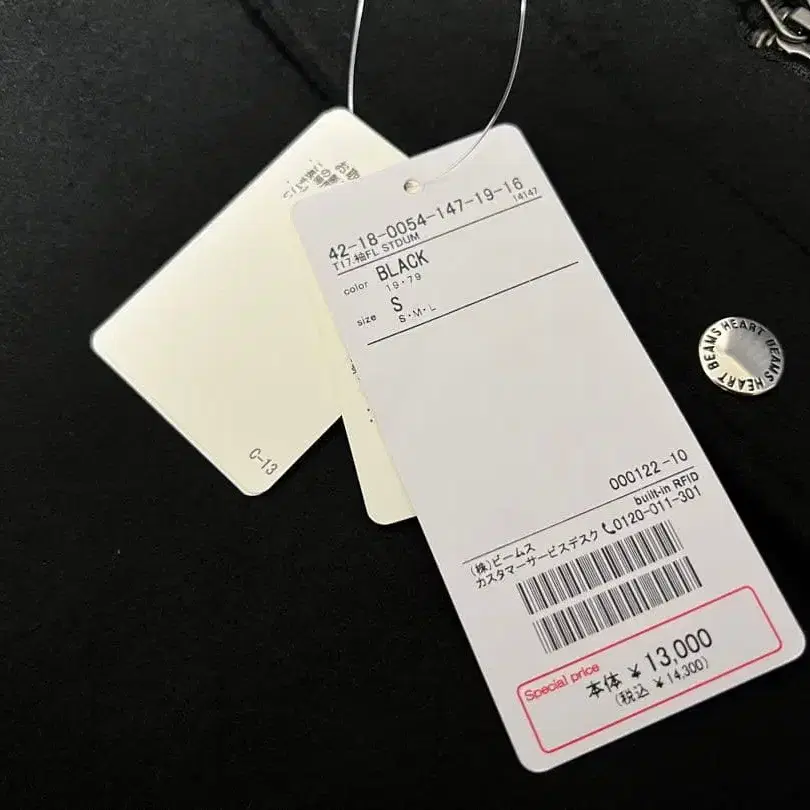 42-18-0054-147-19-16
14147
T17.袖FL STDUM
color BLACK
19・79
size S
S・M・L
000122-10
built-in RFID
(株)ビームス
カスタマーサービスデスク 0120-011-301
Special price
本体 ¥13,000
(税込 ¥14,300)
C-13
BEAMS HEART BEAMS HEART